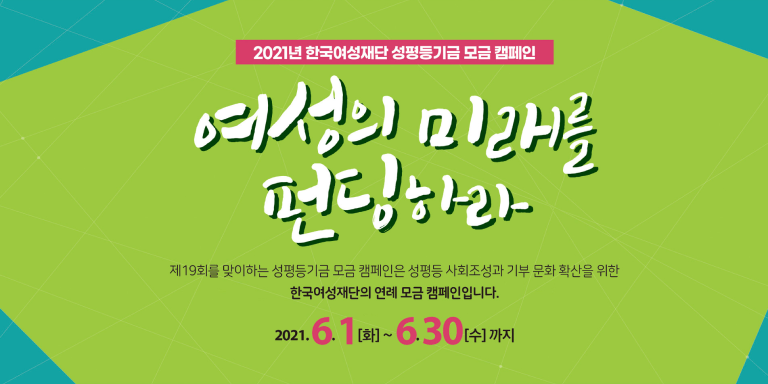 2021년 한국여성재단 성평등기금 모금 캠페인
여성의 미래를
펀딩하라
제19회를 맞이하는 성평등기금 모금 캠페인은 성평등 사회조성과 기부 문화 확산을 위한
한국여성재단의 연례 모금 캠페인입니다.
2021. 6. 1 [화] ~ 6. 30 [수] 까지